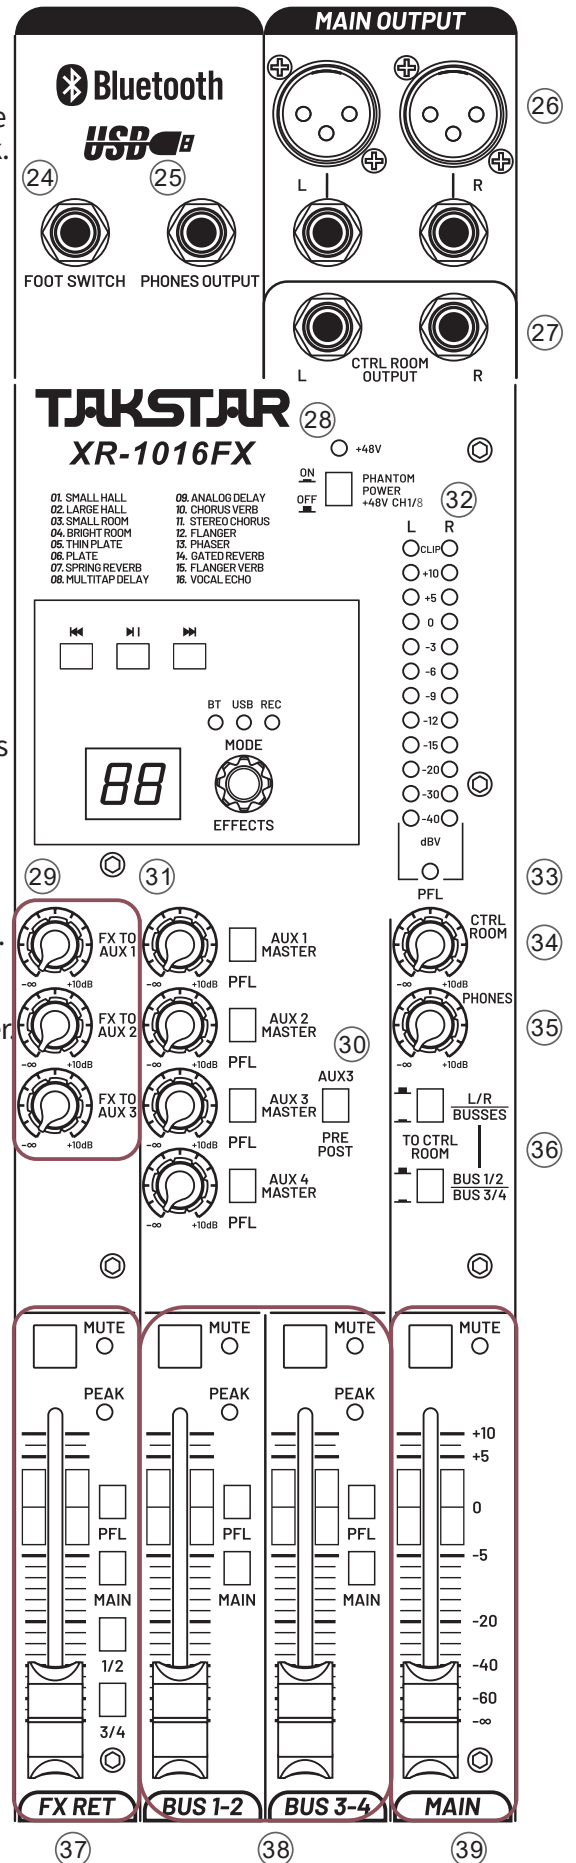 MAIN OUTPUT
Bluetooth
USB
e
k.
24
25
26
L
R
FOOT SWITCH
PHONES OUTPUT
27
CTRL ROOM
OUTPUT
L
R
TAKSTAR
XR-1016FX
28
+48V
ON
OFF
PHANTOM
POWER
+48V CH1/8
01. SMALL HALL
02. LARGE HALL
03. SMALL ROOM
04. BRIGHT ROOM
05. THIN PLATE
06. PLATE
07. SPRING REVERB
08. MULTITAP DELAY
09. ANALOG DELAY
10. CHORUS VERB
11. STEREO CHORUS
12. FLANGER
13. PHASER
14. GATED REVERB
15. FLANGER VERB
16. VOCAL ECHO
32
L
R
CLIP
+10
+5
0
-3
-6
-9
-12
-15
-20
-30
-40
dBV
PFL
BT USB REC
MODE
88
EFFECTS
s
29
31
33
34
35
36
FX TO
AUX 1
-∞ +10dB
FX TO
AUX 2
-∞ +10dB
FX TO
AUX 3
-∞ +10dB
.
er.
AUX 1
MASTER
-∞ +10dB PFL
AUX 2
MASTER
-∞ +10dB PFL
AUX 3
MASTER
-∞ +10dB PFL
AUX 4
MASTER
-∞ +10dB PFL
30
AUX3
PRE
POST
CTRL
ROOM
-∞ +10dB
PHONES
-∞ +10dB
L/R
BUSSES
TO CTRL
ROOM
BUS 1/2
BUS 3/4
MUTE
PEAK
PFL
MAIN
1/2
3/4
FX RET
MUTE
PEAK
PFL
MAIN
BUS 1-2
MUTE
PEAK
PFL
MAIN
BUS 3-4
MUTE
+10
+5
0
-5
-20
-40
-60
-∞
MAIN
37
38
39